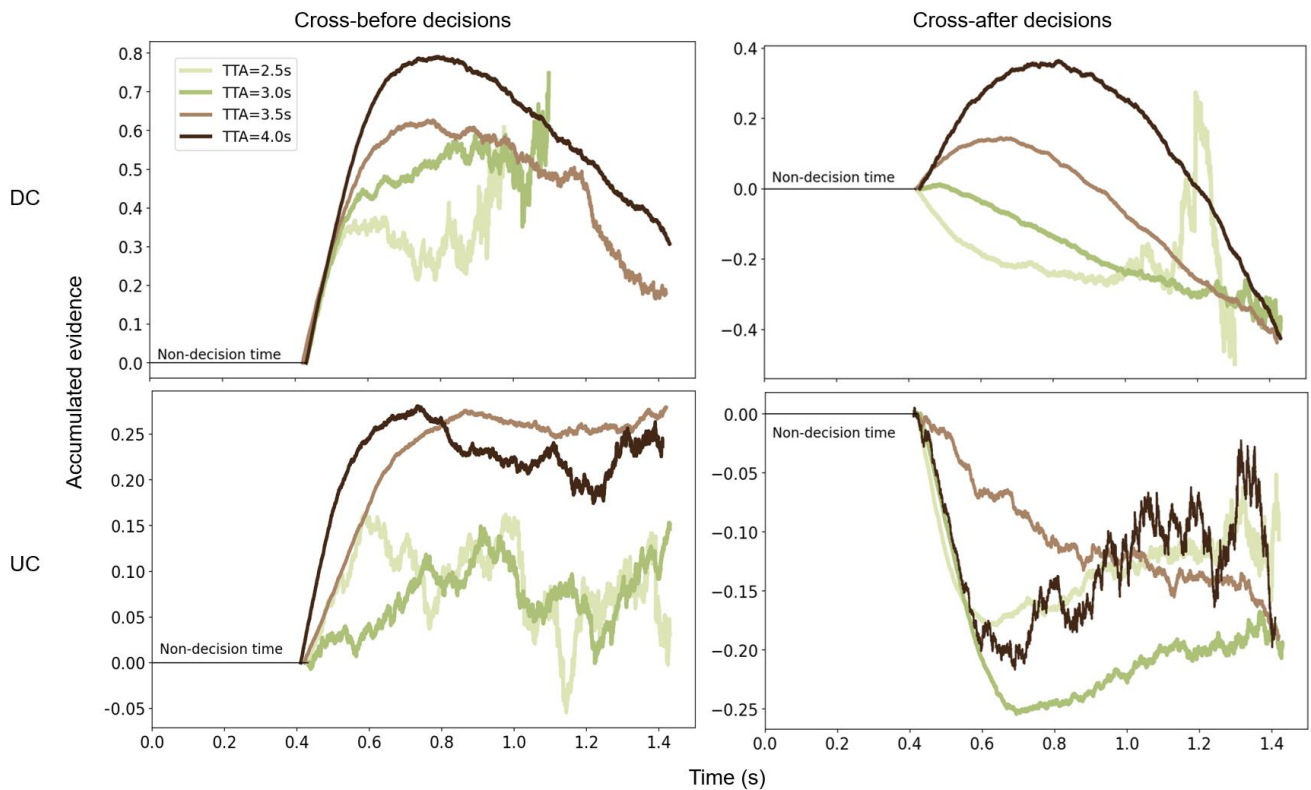 Cross-before decisions
Cross-after decisions
DC
UC
Accumulated evidence
Time (s)
0.8
0.7
0.6
0.5
0.4
0.3
0.2
0.1
0.0
TTA=2.5s
TTA=3.0s
TTA=3.5s
TTA=4.0s
Non-decision time
0.4
0.2
0.0
−0.2
−0.4
Non-decision time
0.25
0.20
0.15
0.10
0.05
0.00
-0.05
Non-decision time
0.0 0.2 0.4 0.6 0.8 1.0 1.2 1.4
0.00
−0.05
−0.10
−0.15
−0.20
−0.25
Non-decision time
0.0 0.2 0.4 0.6 0.8 1.0 1.2 1.4